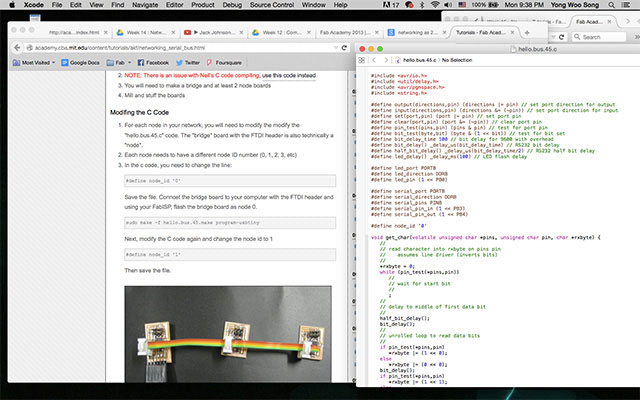 Xcode File Edit View Find Navigate Editor Product Debug Source Control Window Help
Mon 9:38 PM Yong Woo Song
http://aca...index.html
Week 14 : Netw
Jack Johnson
Week 12 : Comp
Fab Academy 2013 |
networking as 2
Tutorials - Fab Aca
Fab Acad
academy.cba.mit.edu/content/tutorials/akf/networking_serial_bus.html
Most Visited
Google Docs
Fab
Facebook
Twitter
Foursquare
2. NOTE: There is an issue with Neil's C code compiling, use this code instead
3. You will need to make a bridge and at least 2 node boards
4. Mill and stuff the boards
Modifing the C Code
1. For each node in your network, you will need to modify the modify the
"hello.bus.45.c" code. The "bridge" board with the FTDI header is also technically a
"node".
2. Each node needs to have a different node ID number (0, 1, 2, 3, etc)
3. In the c code, you need to change the line:
#define node_id '0'
Save the file. Connet the bridge board to your computer with the FTDI header and
using your FabISP, flash the bridge board as node 0.
sudo make -f hello.bus.45.make program-usbtiny
Next, modify the C code again and change the node id to 1
#define node_id '1'
Then save the file.
hello.bus.45.c
hello.bus.45.c › No Selection
#include <avr/io.h>
#include <util/delay.h>
#include <avr/pgmspace.h>
#include <string.h>
#define output(directions,pin) (directions |= pin) // set port direction for output
#define input(directions,pin) (directions &= (~pin)) // set port direction for input
#define set(port,pin) (port |= pin) // set port pin
#define clear(port,pin) (port &= (~pin)) // clear port pin
#define pin_test(pins,pin) (pins & pin) // test for port pin
#define bit_test(byte,bit) (byte & (1 << bit)) // test for bit set
#define bit_delay_time 100 // bit delay for 9600 with overhead
#define bit_delay() _delay_us(bit_delay_time) // RS232 bit delay
#define half_bit_delay() _delay_us(bit_delay_time/2) // RS232 half bit delay
#define led_delay() _delay_ms(100) // LED flash delay
#define led_port PORTB
#define led_direction DDRB
#define led_pin (1 << PB0)
#define serial_port PORTB
#define serial_direction DDRB
#define serial_pins PINB
#define serial_pin_in (1 << PB3)
#define serial_pin_out (1 << PB4)
#define node_id '0'
void get_char(volatile unsigned char *pins, unsigned char pin, char *rxbyte) {
//
// read character into rxbyte on pins pin
// assumes line driver (inverts bits)
//
*rxbyte = 0;
while (pin_test(*pins,pin))
//
// wait for start bit
//
;
//
// delay to middle of first data bit
//
half_bit_delay();
bit_delay();
//
// unrolled loop to read data bits
//
if pin_test(*pins,pin)
*rxbyte |= (1 << 0);
else
*rxbyte |= (0 << 0);
bit_delay();
if pin_test(*pins,pin)
*rxbyte |= (1 << 1);